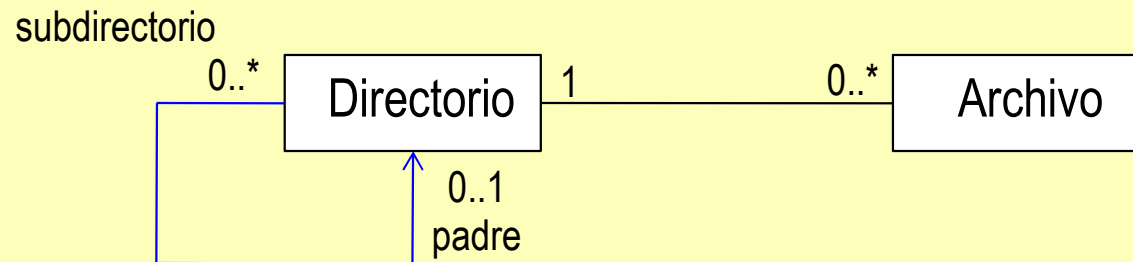 subdirectorio
0..*
Directorio
1
0..*
Archivo
0..1
padre